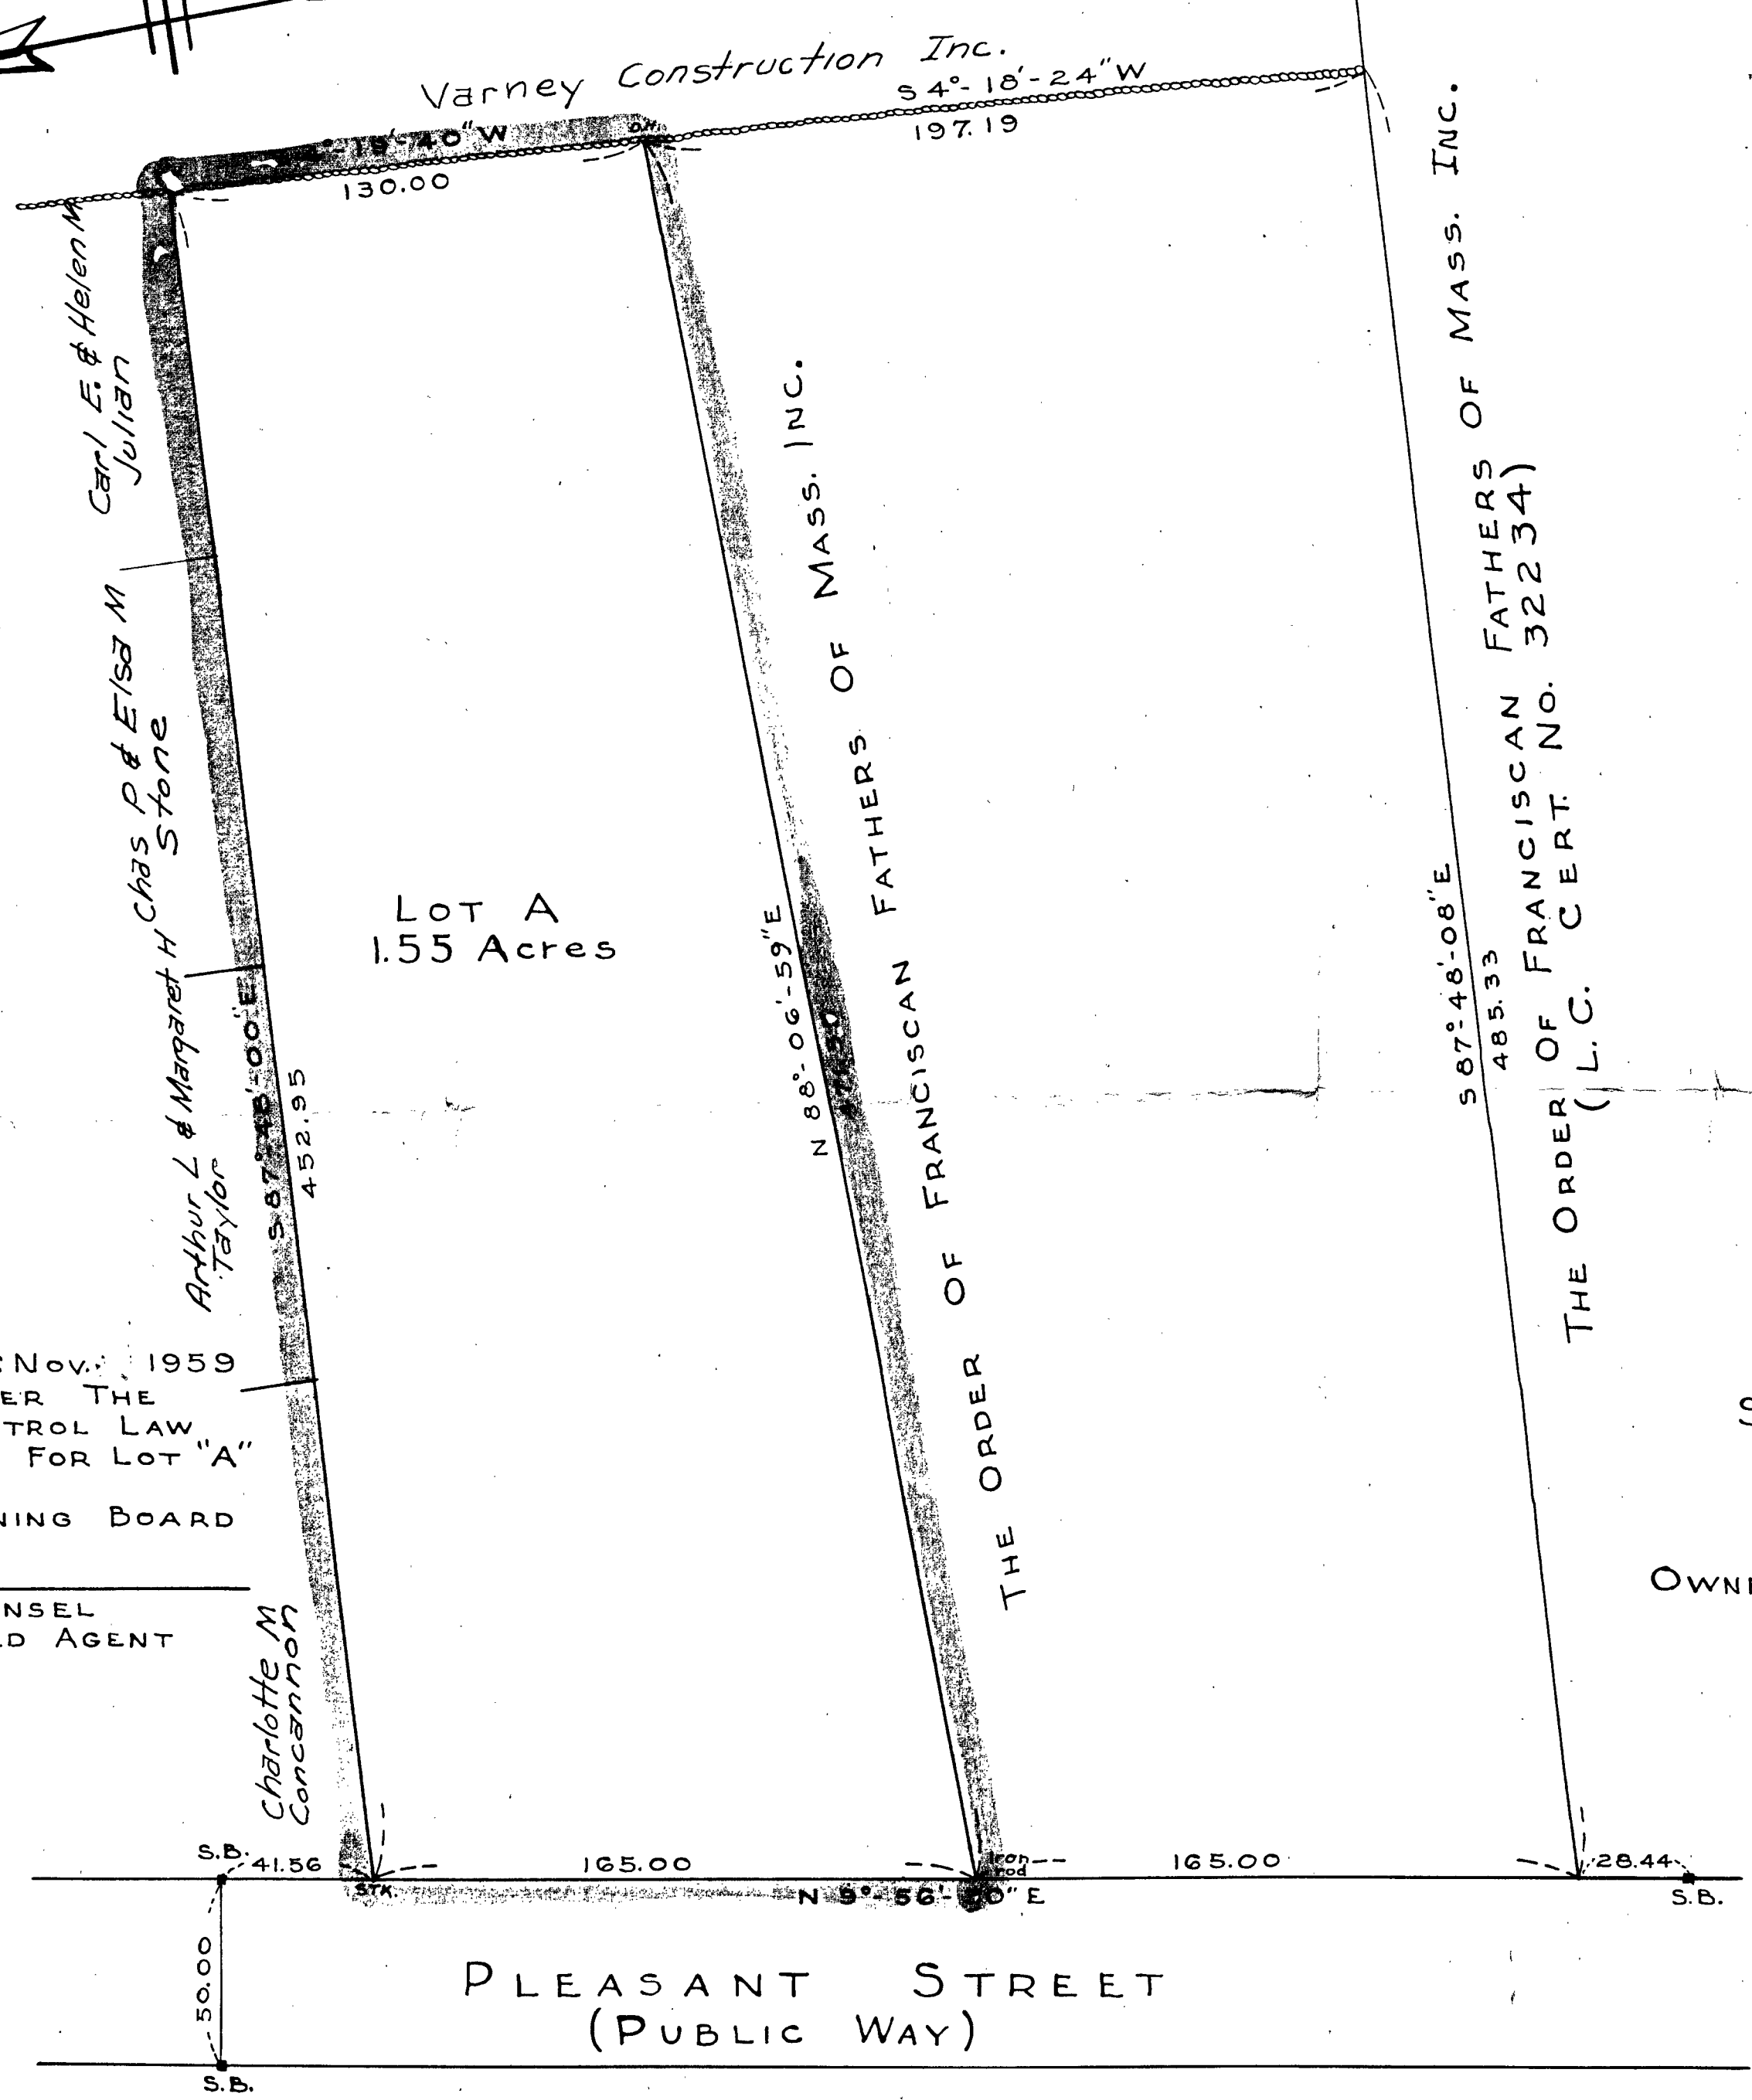 Varney Construction Inc.
S 4°-18'-24" W
197.19
-40" W
D.H.
130.00
Carl E. & Helen M
Julian
Chas P & Elsa M
Stone
Arthur L & Margaret H
Taylor
Charlotte M
Concannon
S 87°-48'-00" E
452.95
LOT A
1.55 Acres
N 88°-06'-59" E
THE ORDER OF FRANCISCAN FATHERS OF MASS. INC.
S 87°-48'-08" E
485.33
THE ORDER OF FRANCISCAN FATHERS OF MASS. INC.
(L.C. CERT. NO. 32234)
Nov. 1959
ER THE
TROL LAW
FOR LOT "A"
NING BOARD
NSEL
D AGENT
S
OWN
S.B.
41.56
165.00
Iron
rod
165.00
28.44
STK.
S.B.
50.00
PLEASANT STREET
(PUBLIC WAY)
S.B.